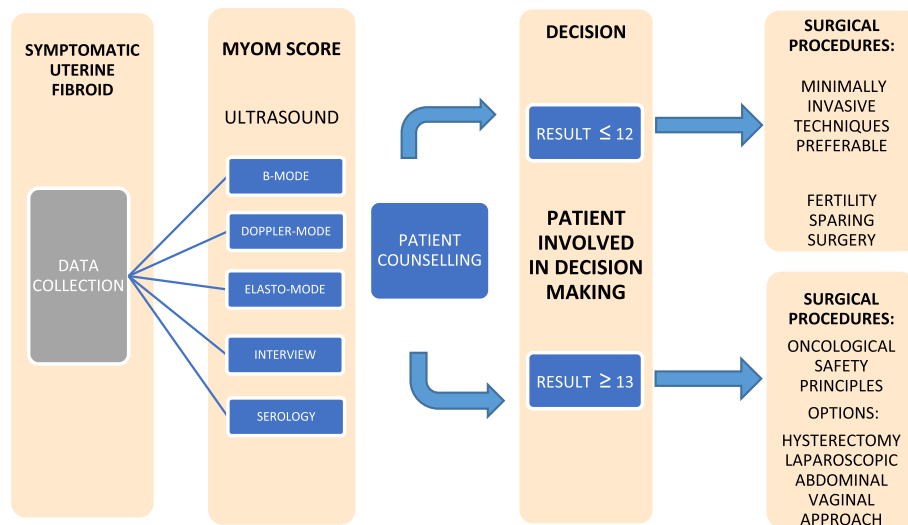 SYMPTOMATIC
UTERINE
FIBROID
DATA
COLLECTION
MYOM SCORE
ULTRASOUND
B-MODE
DOPPLER-MODE
ELASTO-MODE
INTERVIEW
SEROLOGY
PATIENT
COUNSELLING
DECISION
RESULT ≤ 12
PATIENT
INVOLVED
IN DECISION
MAKING
RESULT ≥ 13
SURGICAL
PROCEDURES:
MINIMALLY
INVASIVE
TECHNIQUES
PREFERABLE
FERTILITY
SPARING
SURGERY
SURGICAL
PROCEDURES:
ONCOLOGICAL
SAFETY
PRINCIPLES
OPTIONS:
HYSTERECTOMY
LAPAROSCOPIC
ABDOMINAL
VAGINAL
APPROACH